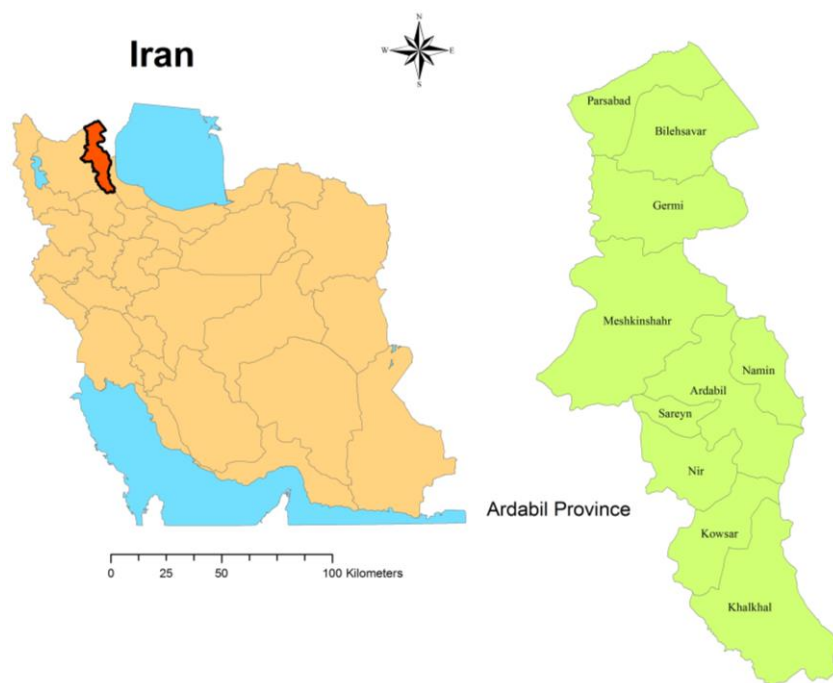 Iran
N
W
E
S
Parsabad
Bilehsavar
Germi
Meshkinshahr
Namin
Ardabil
Sareyn
Nir
Ardabil Province
Kowsar
Khalkhal
0 25 50 100 Kilometers